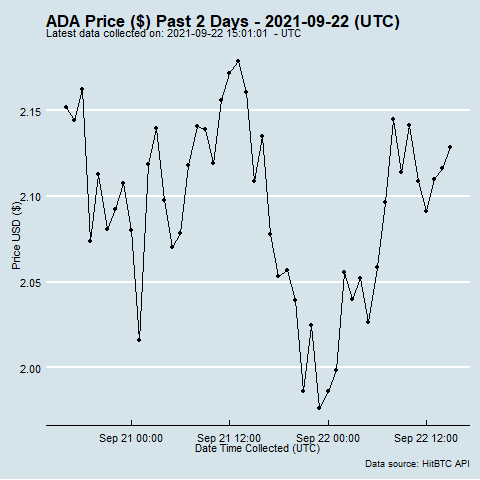 ADA Price ($) Past 2 Days - 2021-09-22 (UTC)
Latest data collected on: 2021-09-22 15:01:01 - UTC
2.15
2.10
2.05
2.00
Price USD ($)
Sep 21 00:00 Sep 21 12:00 Sep 22 00:00 Sep 22 12:00
Date Time Collected (UTC)
Data source: HitBTC API